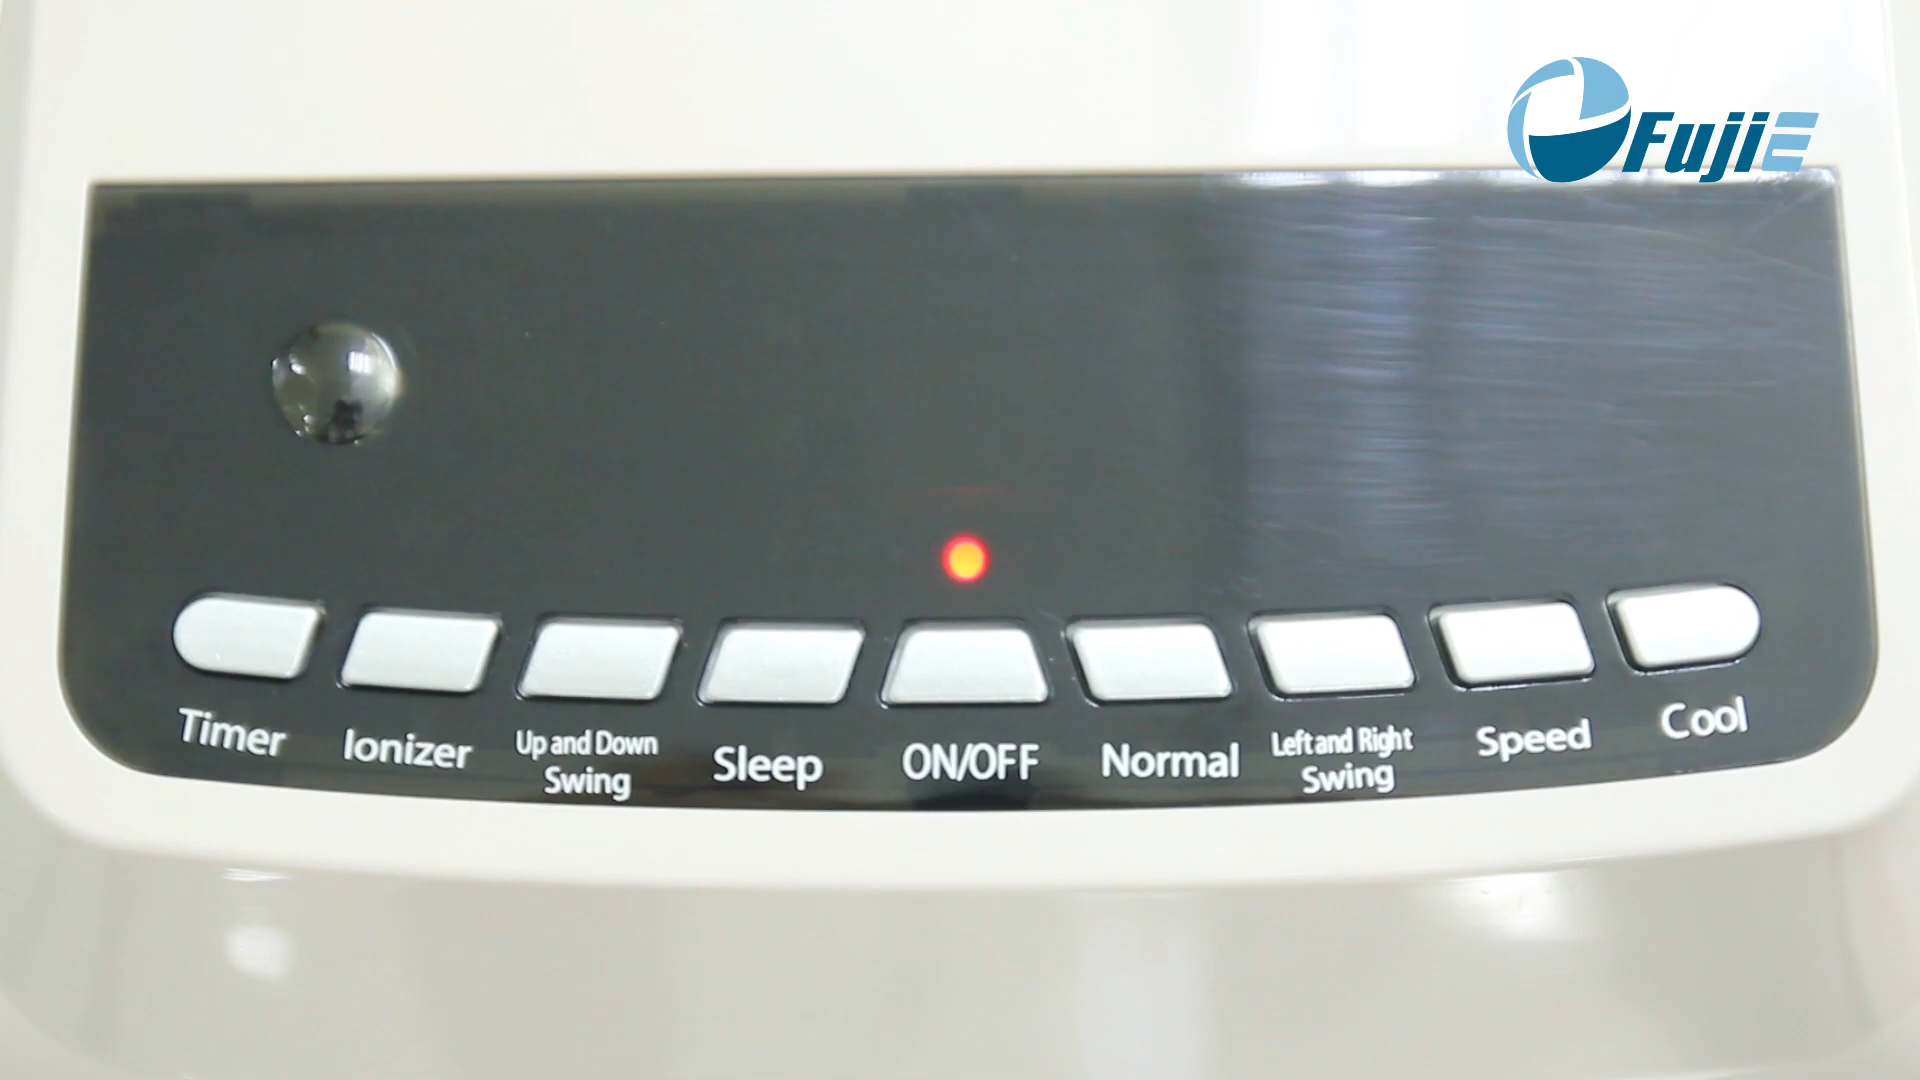 FujiE
Timer
Ionizer
Up and Down
Swing
Sleep
ON/OFF
Normal
Left and Right
Swing
Speed
Cool